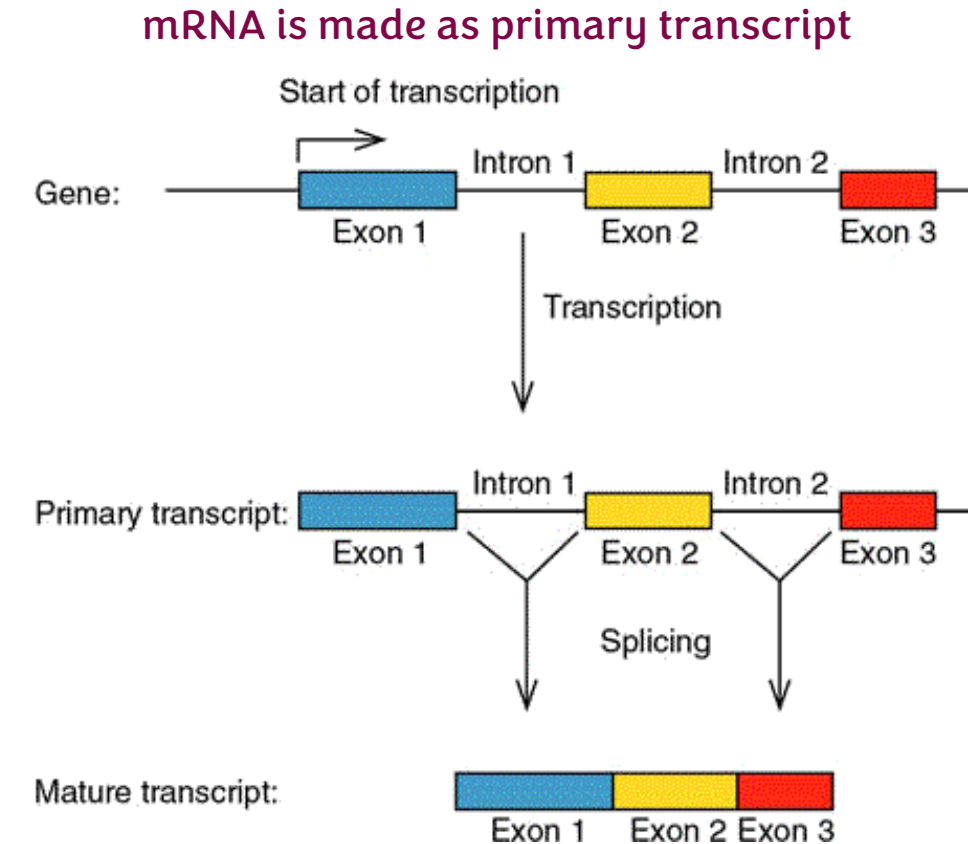 mRNA is made as primary transcript
Start of transcription
Intron 1 Intron 2
Gene:
Exon 1 Exon 2 Exon 3
Transcription
Intron 1 Intron 2
Primary transcript:
Exon 1 Exon 2 Exon 3
Splicing
Mature transcript:
Exon 1 Exon 2 Exon 3